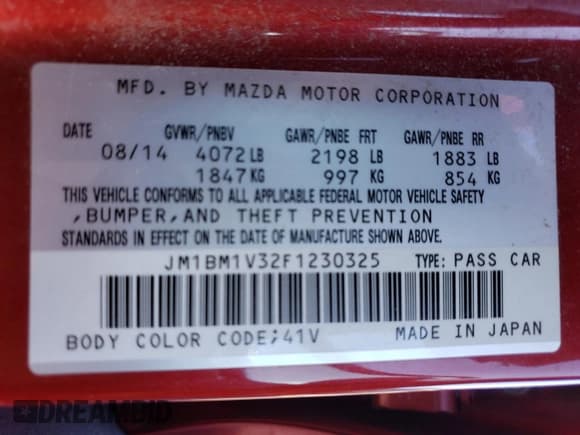 MFD. BY MAZDA MOTOR CORPORATION
DATE GVWR/PNBV GAWR/PNBE FRT GAWR/PNBE RR
08/14 4072 LB 2198 LB 1883 LB
1847 KG 997 KG 854 KG
THIS VEHICLE CONFORMS TO ALL APPLICABLE FEDERAL MOTOR VEHICLE SAFETY
,BUMPER,AND THEFT PREVENTION
STANDARDS IN EFFECT ON THE DATE OF MANUFACTURE SHOWN ABOVE.
JM1BM1V32F1230325 TYPE: PASS CAR
BODY COLOR CODE;41V MADE IN JAPAN
DREAMBID